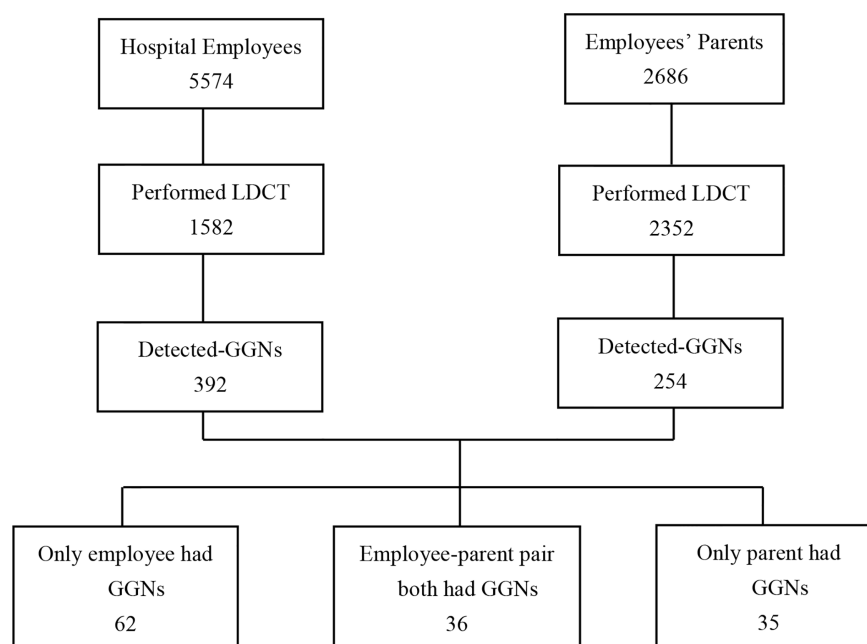 Hospital Employees
5574
Employees’ Parents
2686
Performed LDCT
1582
Performed LDCT
2352
Detected-GGNs
392
Detected-GGNs
254
Only employee had
GGNs
62
Employee-parent pair
both had GGNs
36
Only parent had
GGNs
35